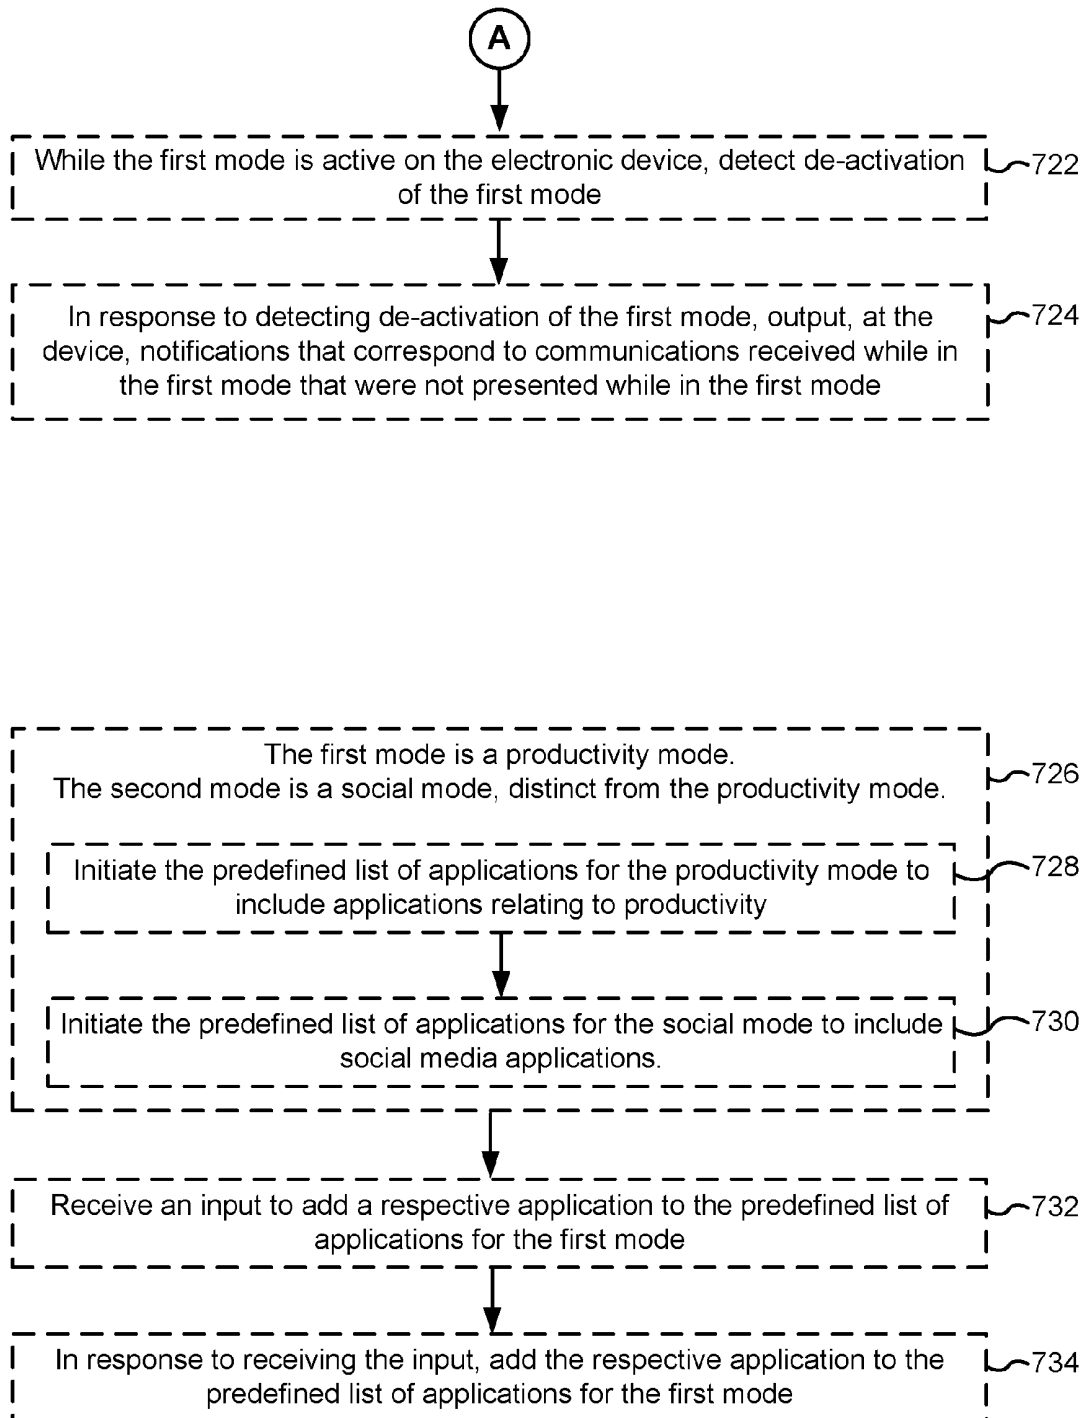 A
While the first mode is active on the electronic device, detect de-activation
of the first mode
722
In response to detecting de-activation of the first mode, output, at the
device, notifications that correspond to communications received while in
the first mode that were not presented while in the first mode
724
The first mode is a productivity mode.
The second mode is a social mode, distinct from the productivity mode.
726
Initiate the predefined list of applications for the productivity mode to
include applications relating to productivity
728
Initiate the predefined list of applications for the social mode to include
social media applications.
730
Receive an input to add a respective application to the predefined list of
applications for the first mode
732
In response to receiving the input, add the respective application to the
predefined list of applications for the first mode
734